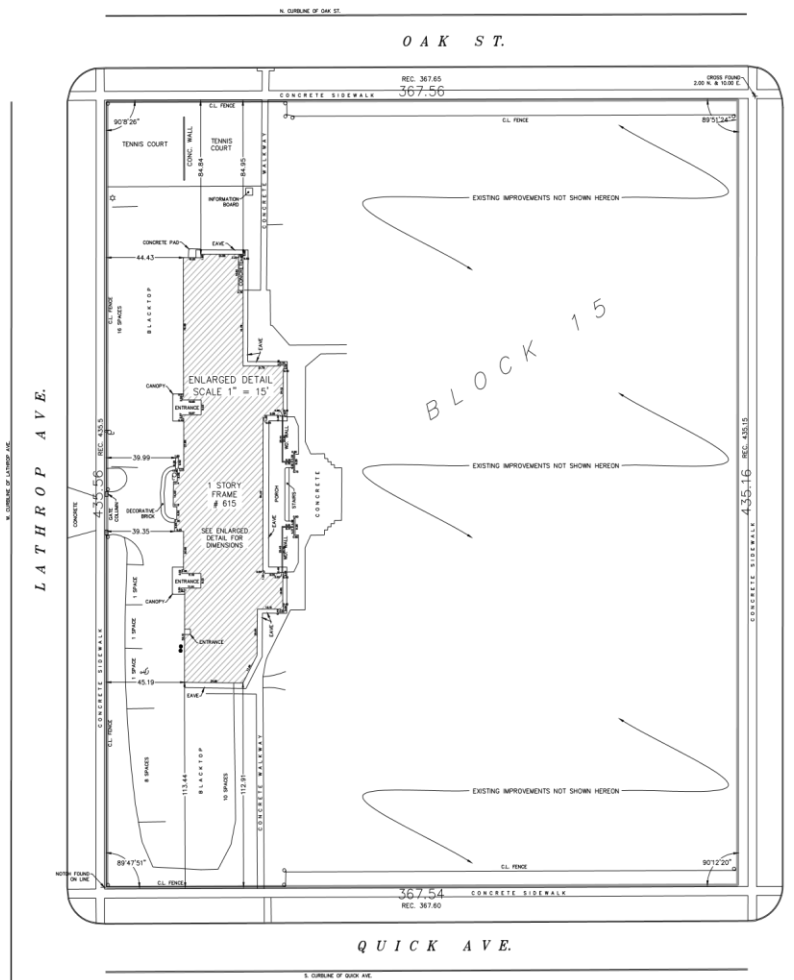 N. CURBLINE OF OAK ST.
OAK ST.
REC. 367.65
367.56
CONCRETE SIDEWALK
CROSS FOUND
2.00 N. & 10.00 E.
C.L. FENCE
C.L. FENCE
90°8'26"
89°51'24"
TENNIS COURT
CONC. WALL
TENNIS
COURT
84.84
84.95
CONCRETE WALKWAY
INFORMATION
BOARD
EXISTING IMPROVEMENTS NOT SHOWN HEREON
CONCRETE PAD
EAVE
44.43
C.L. FENCE
16 SPACES
BLACKTOP
EAVE
BLOCK 15
ENLARGED DETAIL
SCALE 1" = 15'
CANOPY
ENTRANCE
LATHROP AVE.
W. CURBLINE OF LATHROP AVE.
435.56
REC. 435.5
39.99
1 STORY
FRAME
# 615
PORCH
STAIRS
CONCRETE
EAVE
EXISTING IMPROVEMENTS NOT SHOWN HEREON
REC. 435.15
435.16
CONCRETE
GATE
COLUMN
DECORATIVE
BRICK
39.35
SEE ENLARGED
DETAIL FOR
DIMENSIONS
ENTRANCE
CANOPY
1 SPACE
1 SPACE
1 SPACE
ENTRANCE
EAVE
CONCRETE SIDEWALK
CONCRETE SIDEWALK
45.19
EAVE
C.L. FENCE
8 SPACES
BLACKTOP
10 SPACES
113.44
112.91
CONCRETE WALKWAY
EXISTING IMPROVEMENTS NOT SHOWN HEREON
89°47'51"
90°12'20"
NOTCH FOUND
ON LINE
C.L. FENCE
C.L. FENCE
367.54
CONCRETE SIDEWALK
REC. 367.60
QUICK AVE.
S. CURBLINE OF QUICK AVE.